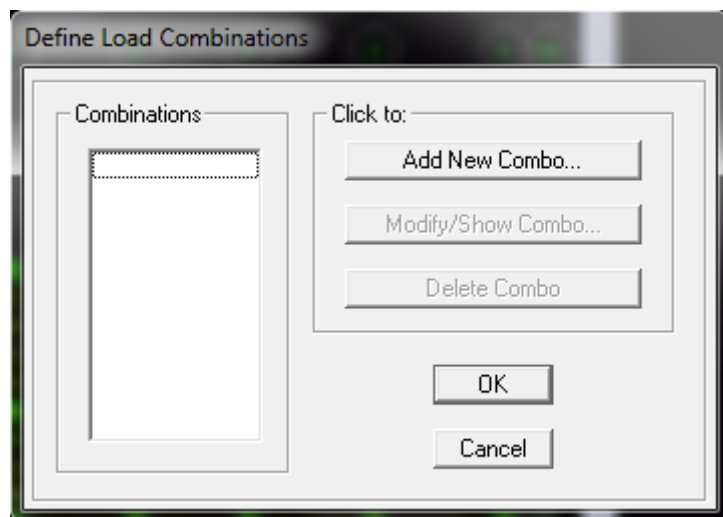 Define Load Combinations
Combinations
Click to:
Add New Combo...
Modify/Show Combo...
Delete Combo
OK
Cancel